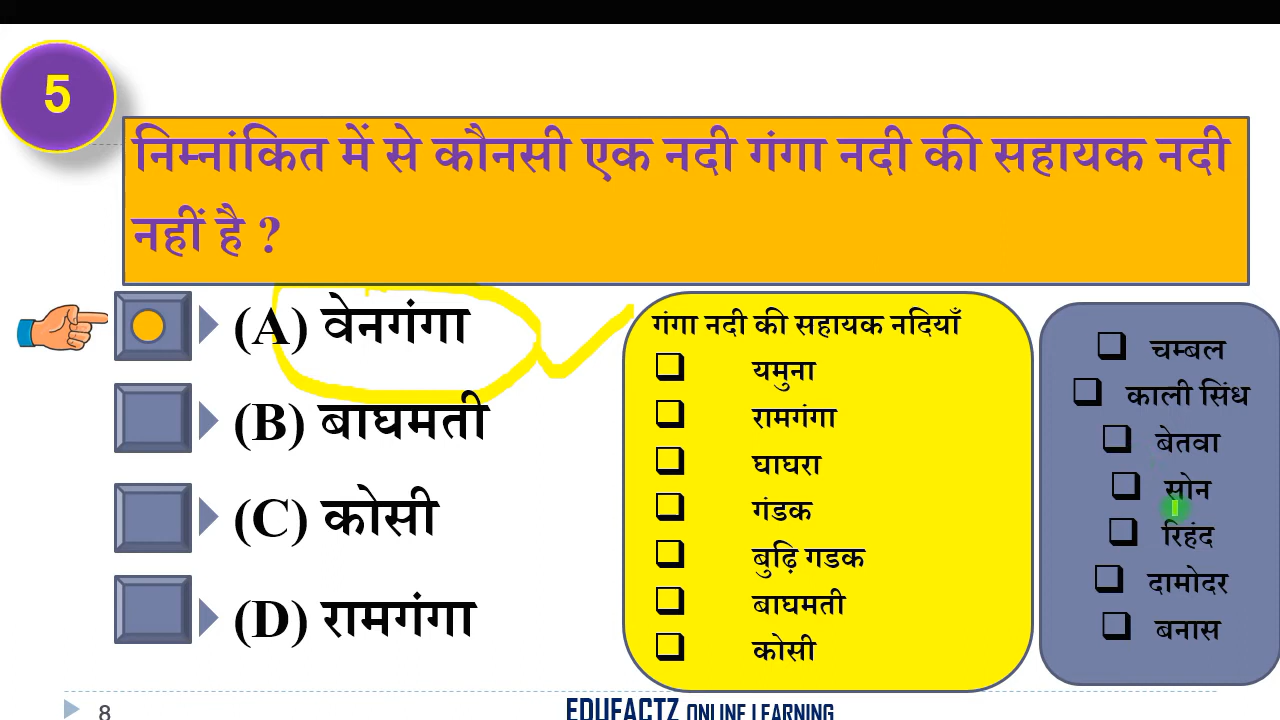 5
निम्नांकित में से कौनसी एक नदी गंगा नदी की सहायक नदी
नहीं है ?
(A) वेनगंगा
(B) बाघमती
(C) कोसी
(D) रामगंगा
गंगा नदी की सहायक नदियाँ
यमुना
रामगंगा
घाघरा
गंडक
बुढ़ि गडक
बाघमती
कोसी
चम्बल
काली सिंध
बेतवा
सोन
रिहंद
दामोदर
बनास
8
EDUFACTZ ONLINE LEARNING